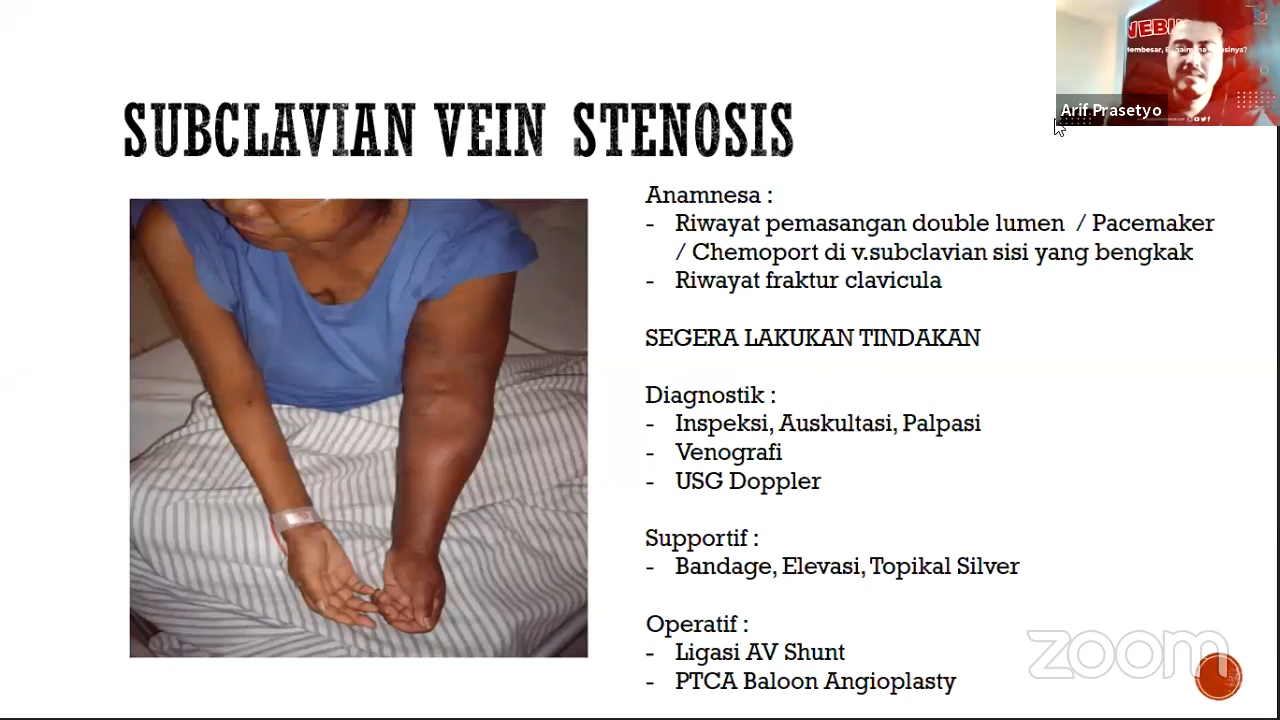 VEBI
Arif Prasetyo
SUBCLAVIAN VEIN STENOSIS
Anamnesa :
- Riwayat pemasangan double lumen / Pacemaker
/ Chemoport di v.subclavian sisi yang bengkak
- Riwayat fraktur clavicula
SEGERA LAKUKAN TINDAKAN
Diagnostik :
- Inspeksi, Auskultasi, Palpasi
- Venografi
- USG Doppler
Supportif :
- Bandage, Elevasi, Topikal Silver
Operatif :
- Ligasi AV Shunt
- PTCA Baloon Angioplasty
zoom